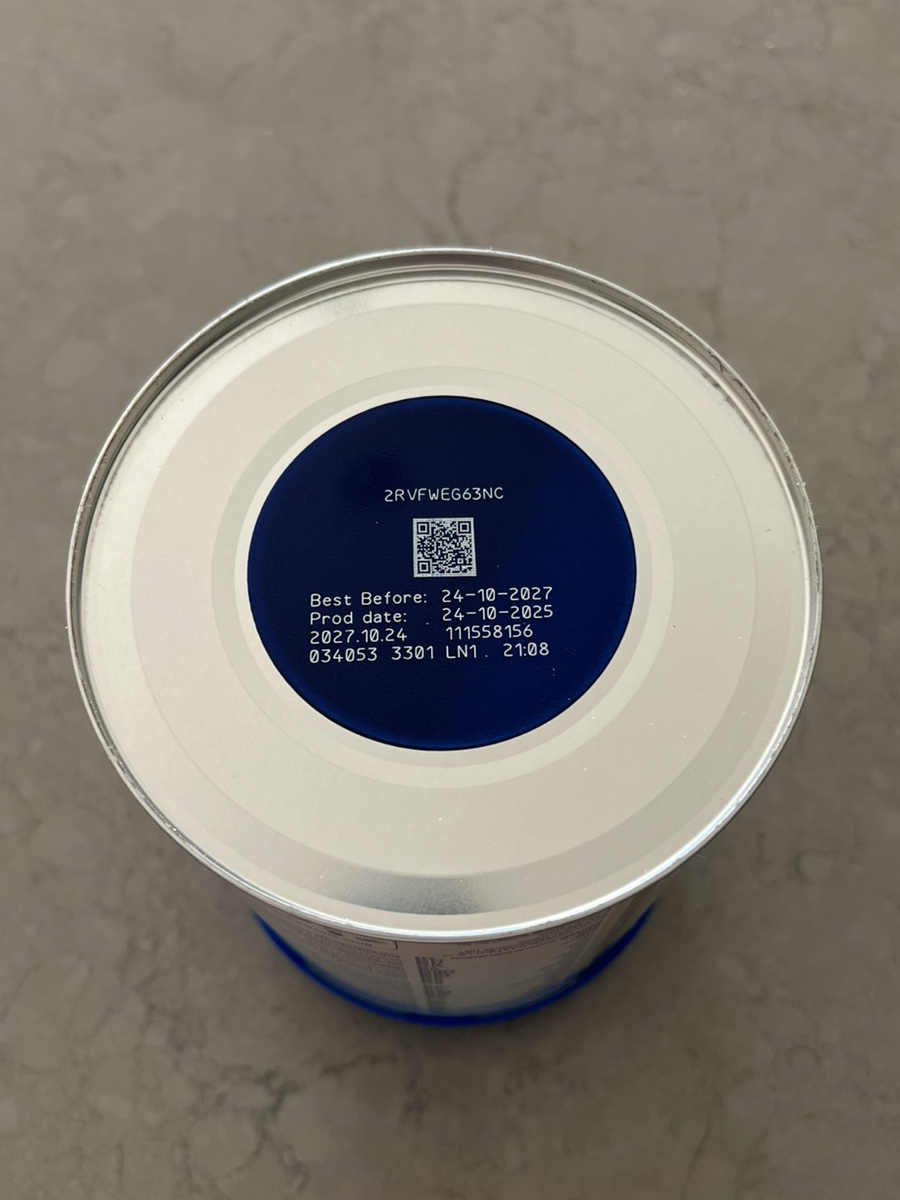 2RVFWEG63NC
Best Before: 24-10-2027
Prod date: 24-10-2025
2027.10.24 111558156
034053 3301 LN1 21:08